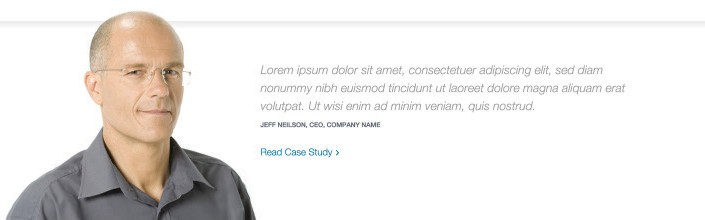 Lorem ipsum dolor sit amet, consectetuer adipiscing elit, sed diam
nonummy nibh euismod tincidunt ut laoreet dolore magna aliquam erat
volutpat. Ut wisi enim ad minim veniam, quis nostrud.
JEFF NEILSON, CEO, COMPANY NAME
Read Case Study ›